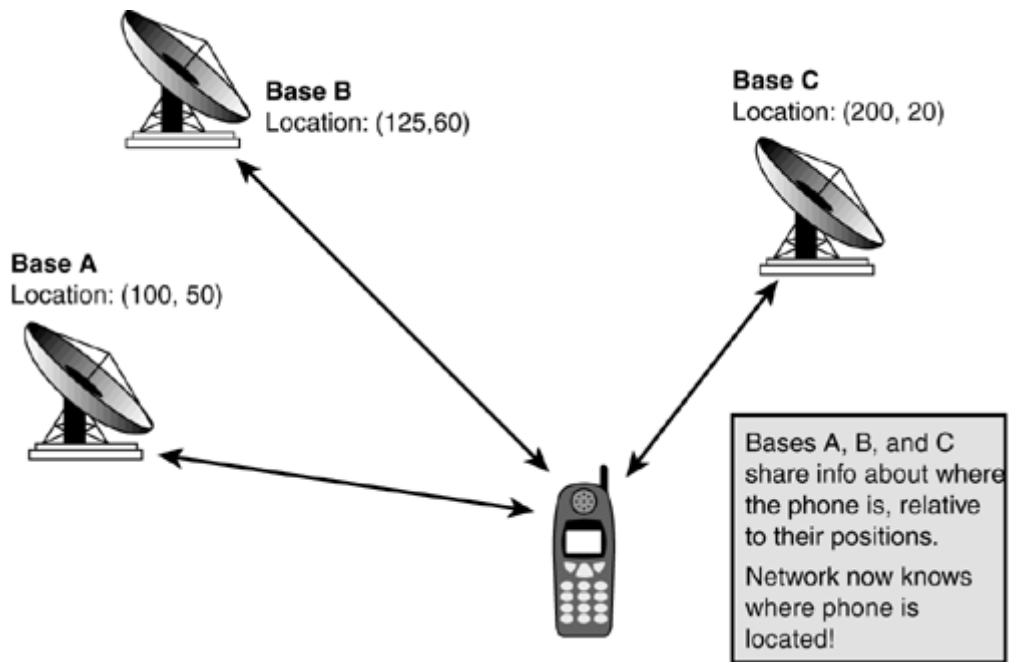 Base B
Location: (125,60)
Base C
Location: (200, 20)
Base A
Location: (100, 50)
Bases A, B, and C
share info about where
the phone is, relative
to their positions.
Network now knows
where phone is
located!